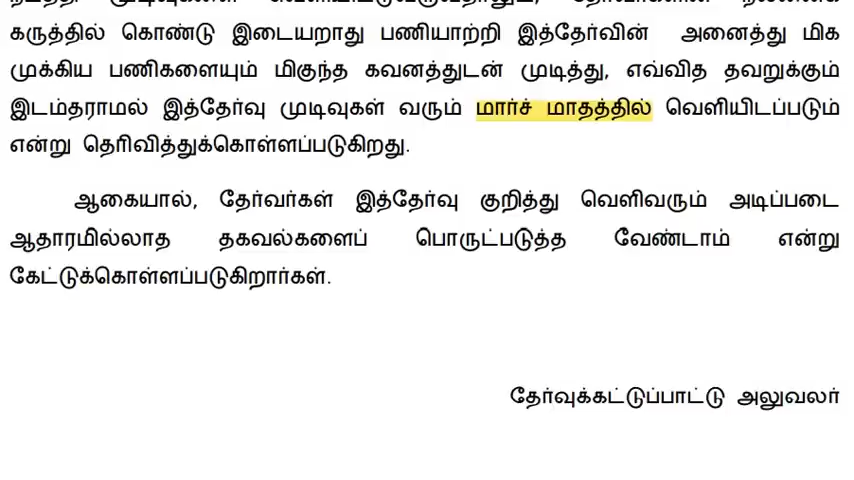 கருத்தில் கொண்டு இடையறாது பணியாற்றி இத்தேர்வின் அனைத்து மிக
முக்கிய பணிகளையும் மிகுந்த கவனத்துடன் முடித்து, எவ்வித தவறுக்கும்
இடம்தராமல் இத்தேர்வு முடிவுகள் வரும் மார்ச் மாதத்தில் வெளியிடப்படும்
என்று தெரிவித்துக்கொள்ளப்படுகிறது.
ஆகையால், தேர்வர்கள் இத்தேர்வு குறித்து வெளிவரும் அடிப்படை
ஆதாரமில்லாத தகவல்களைப் பொருட்படுத்த வேண்டாம் என்று
கேட்டுக்கொள்ளப்படுகிறார்கள்.
தேர்வுக்கட்டுப்பாட்டு அலுவலர்